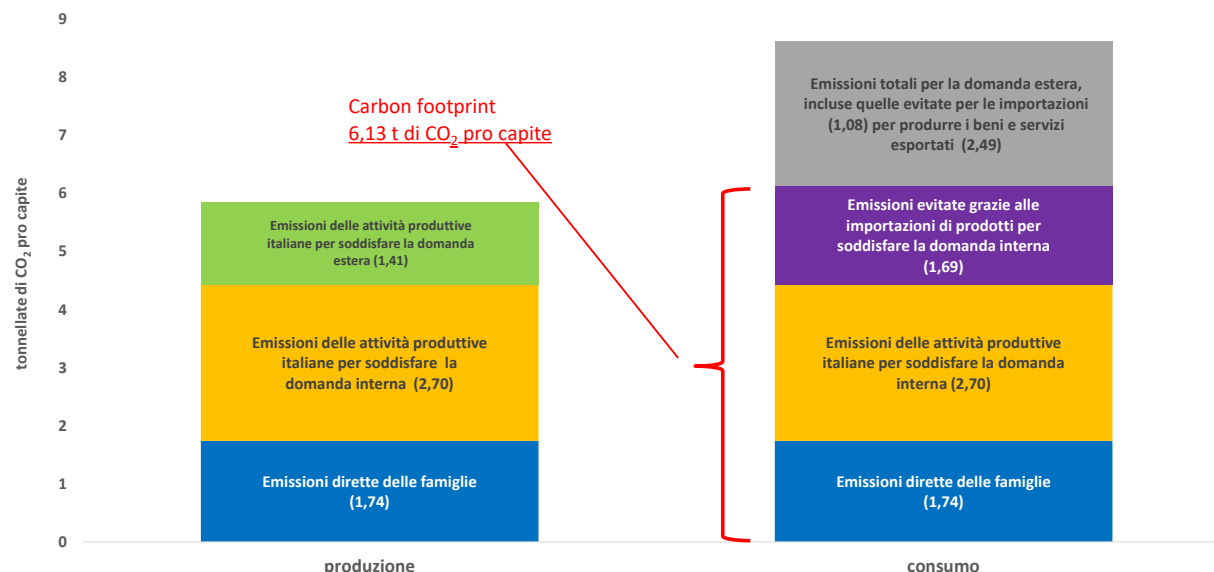 9
8
7
6
5
4
3
2
1
0
tonnellate di CO2 pro capite
Carbon footprint
6,13 t di CO2 pro capite
Emissioni delle attività produttive
italiane per soddisfare la domanda
estera (1,41)
Emissioni delle attività produttive
italiane per soddisfare la
domanda interna (2,70)
Emissioni dirette delle famiglie
(1,74)
produzione
Emissioni totali per la domanda estera,
incluse quelle evitate per le importazioni
(1,08) per produrre i beni e servizi
esportati (2,49)
Emissioni evitate grazie alle
importazioni di prodotti per
soddisfare la domanda interna
(1,69)
Emissioni delle attività produttive
italiane per soddisfare la domanda
interna (2,70)
Emissioni dirette delle famiglie
(1,74)
consumo